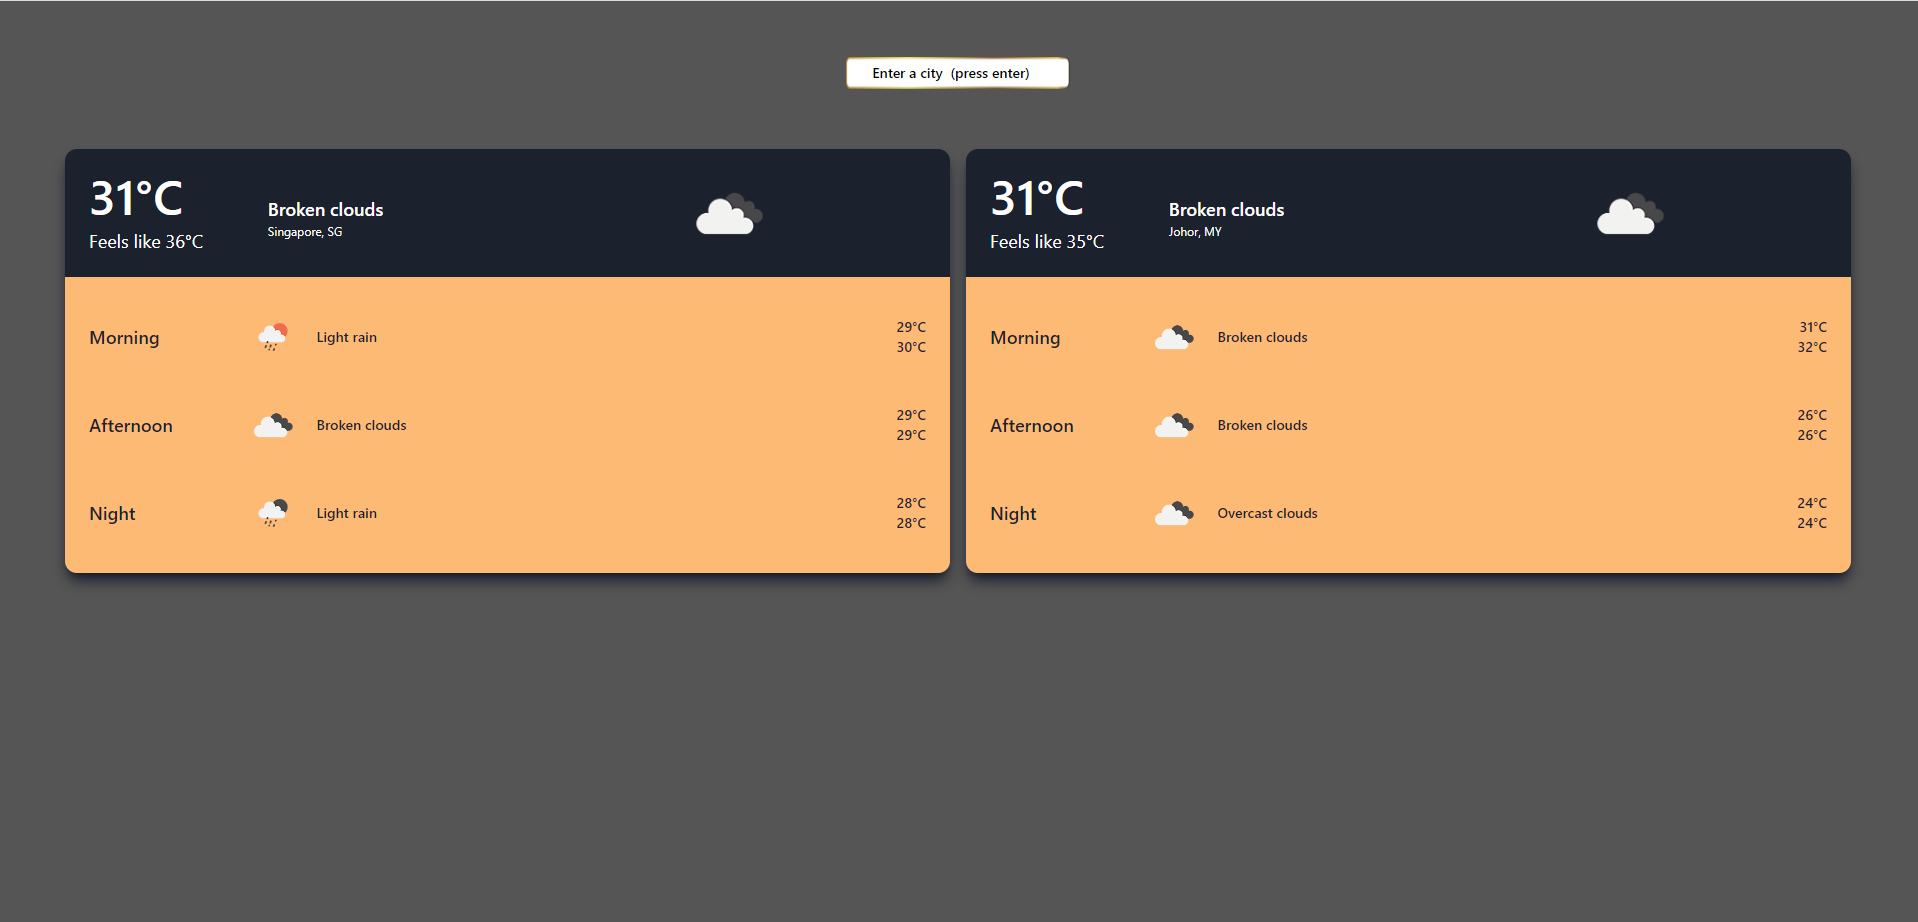 Enter a city  (press enter)
31°C
Feels like 36°C
Broken clouds
Singapore, SG
Morning
Light rain
29°C
30°C
Afternoon
Broken clouds
29°C
29°C
Night
Light rain
28°C
28°C
31°C
Feels like 35°C
Broken clouds
Johor, MY
Morning
Broken clouds
31°C
32°C
Afternoon
Broken clouds
26°C
26°C
Night
Overcast clouds
24°C
24°C